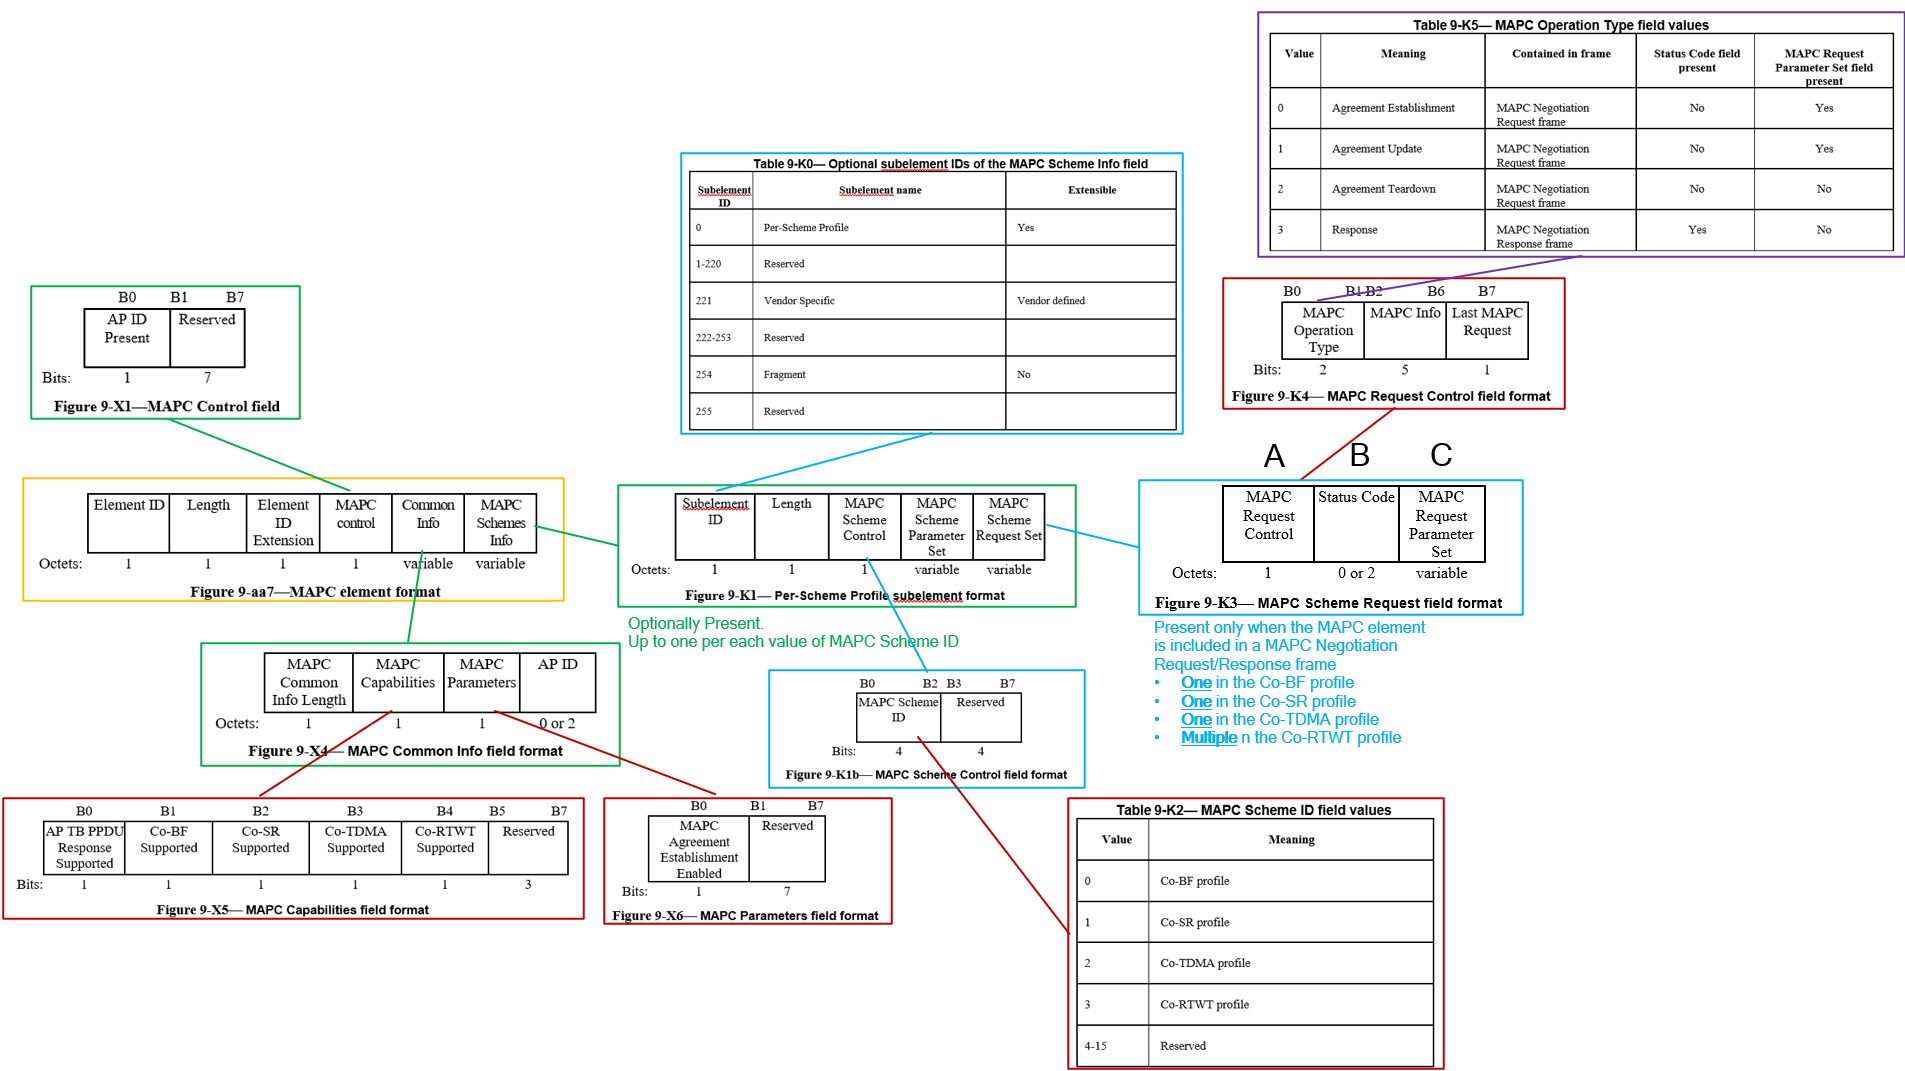 Table 9-K5— MAPC Operation Type field values
Value Meaning Contained in frame Status Code field present MAPC Request Parameter Set field present
0 Agreement Establishment MAPC Negotiation Request frame No Yes
1 Agreement Update MAPC Negotiation Request frame No Yes
2 Agreement Teardown MAPC Negotiation Request frame No No
3 Response MAPC Negotiation Response frame Yes No
Table 9-K0— Optional subelement IDs of the MAPC Scheme Info field
Subelement ID Subelement name Extensible
0 Per-Scheme Profile Yes
1-220 Reserved
221 Vendor Specific Vendor defined
222-253 Reserved
254 Fragment No
255 Reserved
B0 B1 B7
AP ID Present Reserved
Bits: 1 7
Figure 9-X1—MAPC Control field
B0 B1 B2 B6 B7
MAPC Operation Type MAPC Info Last MAPC Request
Bits: 2 5 1
Figure 9-K4— MAPC Request Control field format
A B C
Element ID Length Element ID Extension MAPC control Common Info MAPC Schemes Info
Octets: 1 1 1 1 variable variable
Figure 9-aa7—MAPC element format
Subelement ID Length MAPC Scheme Control MAPC Scheme Parameter Set MAPC Scheme Request Set
Octets: 1 1 1 variable variable
Figure 9-K1— Per-Scheme Profile subelement format
Optionally Present.
Up to one per each value of MAPC Scheme ID
MAPC Request Control Status Code MAPC Request Parameter Set
Octets: 1 0 or 2 variable
Figure 9-K3— MAPC Scheme Request field format
Present only when the MAPC element
is included in a MAPC Negotiation
Request/Response frame
• One in the Co-BF profile
• One in the Co-SR profile
• One in the Co-TDMA profile
• Multiple n the Co-RTWT profile
MAPC Common Info Length MAPC Capabilities MAPC Parameters AP ID
Octets: 1 1 1 0 or 2
Figure 9-X4— MAPC Common Info field format
B0 B2 B3 B7
MAPC Scheme ID Reserved
Bits: 4 4
Figure 9-K1b— MAPC Scheme Control field format
B0 B1 B2 B3 B4 B5 B7
AP TB PPDU Response Supported Co-BF Supported Co-SR Supported Co-TDMA Supported Co-RTWT Supported Reserved
Bits: 1 1 1 1 1 3
Figure 9-X5— MAPC Capabilities field format
B0 B1 B7
MAPC Agreement Establishment Enabled Reserved
Bits: 1 7
Figure 9-X6— MAPC Parameters field format
Table 9-K2— MAPC Scheme ID field values
Value Meaning
0 Co-BF profile
1 Co-SR profile
2 Co-TDMA profile
3 Co-RTWT profile
4-15 Reserved